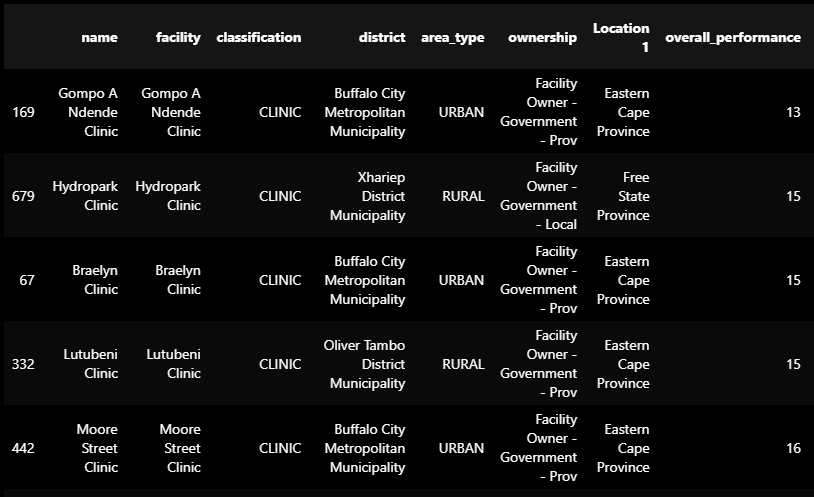 name facility classification district area_type ownership Location 1 overall_performance
169 Gompo A Ndende Clinic Gompo A Ndende Clinic CLINIC Buffalo City Metropolitan Municipality URBAN Facility Owner - Government - Prov Eastern Cape Province 13
679 Hydropark Clinic Hydropark Clinic CLINIC Xhariep District Municipality RURAL Facility Owner - Government - Local Free State Province 15
67 Braelyn Clinic Braelyn Clinic CLINIC Buffalo City Metropolitan Municipality URBAN Facility Owner - Government - Prov Eastern Cape Province 15
332 Lutubeni Clinic Lutubeni Clinic CLINIC Oliver Tambo District Municipality RURAL Facility Owner - Government - Prov Eastern Cape Province 15
442 Moore Street Clinic Moore Street Clinic CLINIC Buffalo City Metropolitan Municipality URBAN Facility Owner - Government - Prov Eastern Cape Province 16